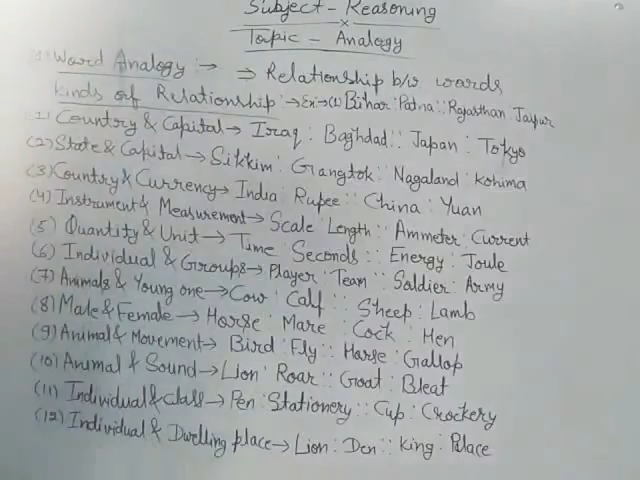 Subject - Reasoning
×
Topic - Analogy
(1) Word Analogy :→ ⇒ Relationship b/w words
kinds of Relationship :→ Ex:→(1) Bihar : Patna :: Rajasthan : Jaipur
(1) Country & Capital → Iraq : Baghdad :: Japan : Tokyo
(2) State & Capital → Sikkim : Gangtok :: Nagaland : Kohima
(3) Country & Currency → India : Rupee :: China : Yuan
(4) Instrument & Measurement → Scale : Length :: Ammeter : Current
(5) Quantity & Unit → Time : Seconds :: Energy : Joule
(6) Individual & Groups → Player : Team :: Saldier : Army
(7) Animals & Young one → Cow : Calf :: Sheep : Lamb
(8) Male & Female → Horse : Mare :: Cock : Hen
(9) Animal & Movement → Bird : Fly :: Horse : Gallop
(10) Animal & Sound → Lion : Roar :: Goat : Bleat
(11) Individual & class → Pen : Stationery :: Cup : Crockery
(12) Individual & Dwelling place → Lion : Den :: king : Palace